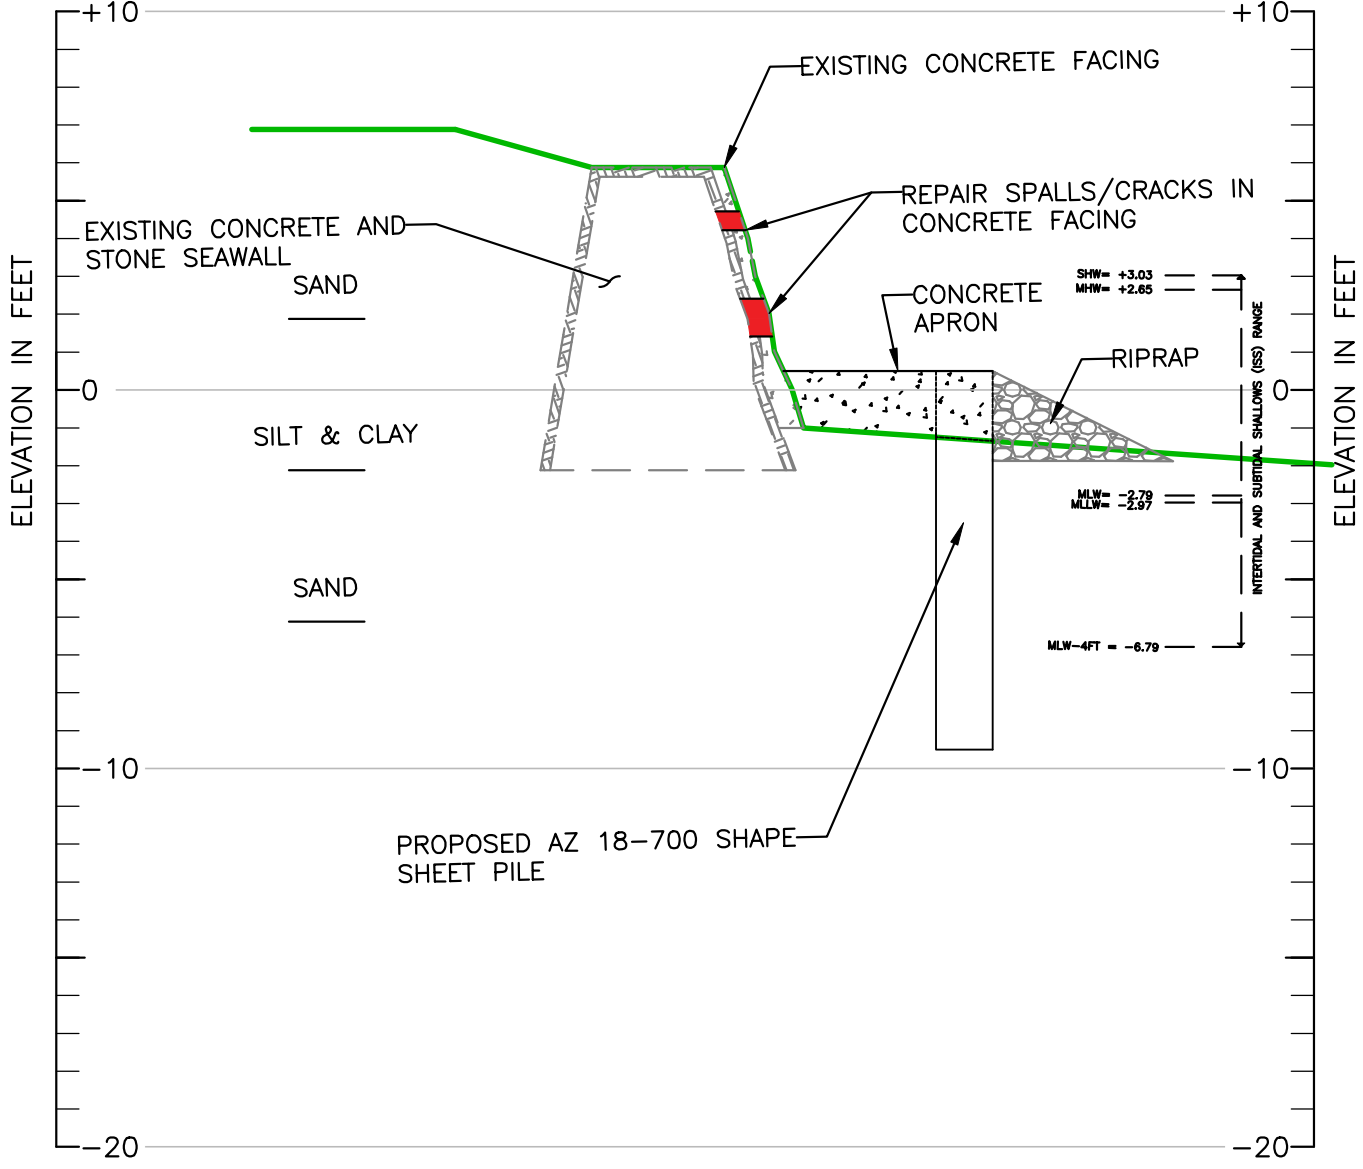 +10
+10
EXISTING CONCRETE FACING
REPAIR SPALLS/CRACKS IN
CONCRETE FACING
EXISTING CONCRETE AND
STONE SEAWALL
SAND
SHW= +3.03
MHW= +2.65
CONCRETE
APRON
RIPRAP
ELEVATION IN FEET
ELEVATION IN FEET
INTERTIDAL AND SUBTIDAL SHALLOWS (ISS) RANGE
0
0
SILT & CLAY
MLW= -2.79
MLLW= -2.97
SAND
MLW-4FT = -6.79
-10
-10
PROPOSED AZ 18-700 SHAPE
SHEET PILE
-20
-20